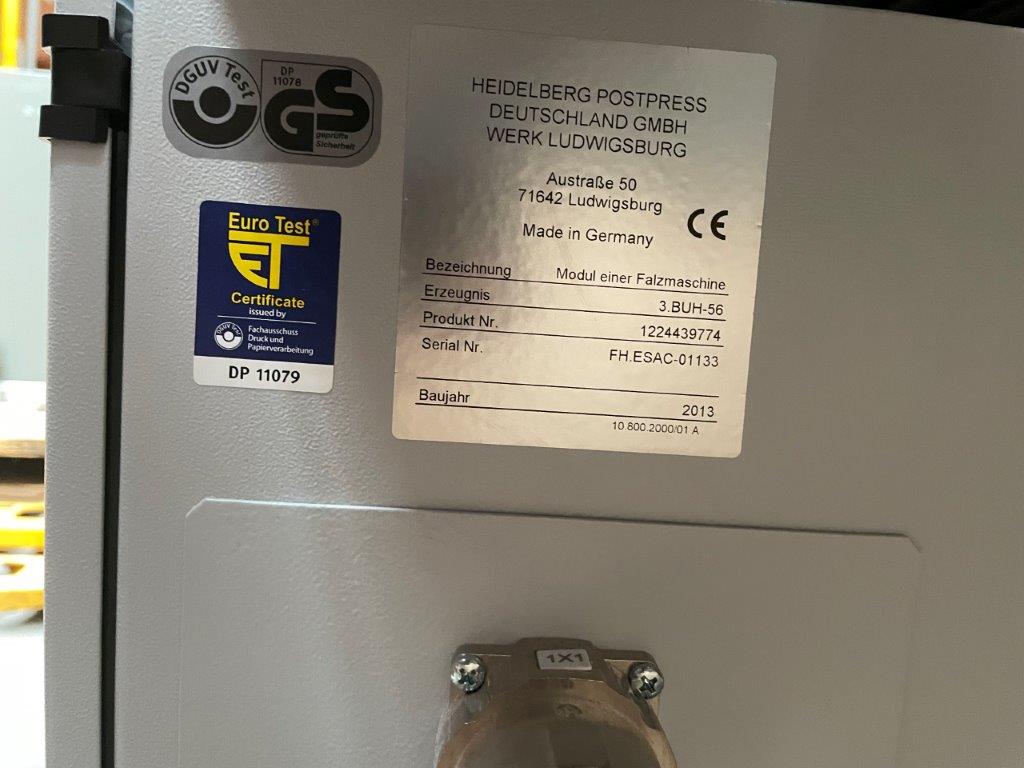 DGUV Test
DP
11078
GS
geprüfte
Sicherheit
Euro Test®
ET
Certificate
issued by
DGUV Test
Fachausschuss
Druck und
Papierverarbeitung
DP 11079
HEIDELBERG POSTPRESS
DEUTSCHLAND GMBH
WERK LUDWIGSBURG
Austraße 50
71642 Ludwigsburg
CE
Made in Germany
Bezeichnung Modul einer Falzmaschine
Erzeugnis 3.BUH-56
Produkt Nr. 1224439774
Serial Nr. FH.ESAC-01133
Baujahr 2013
10.800.2000/01 A
1X1